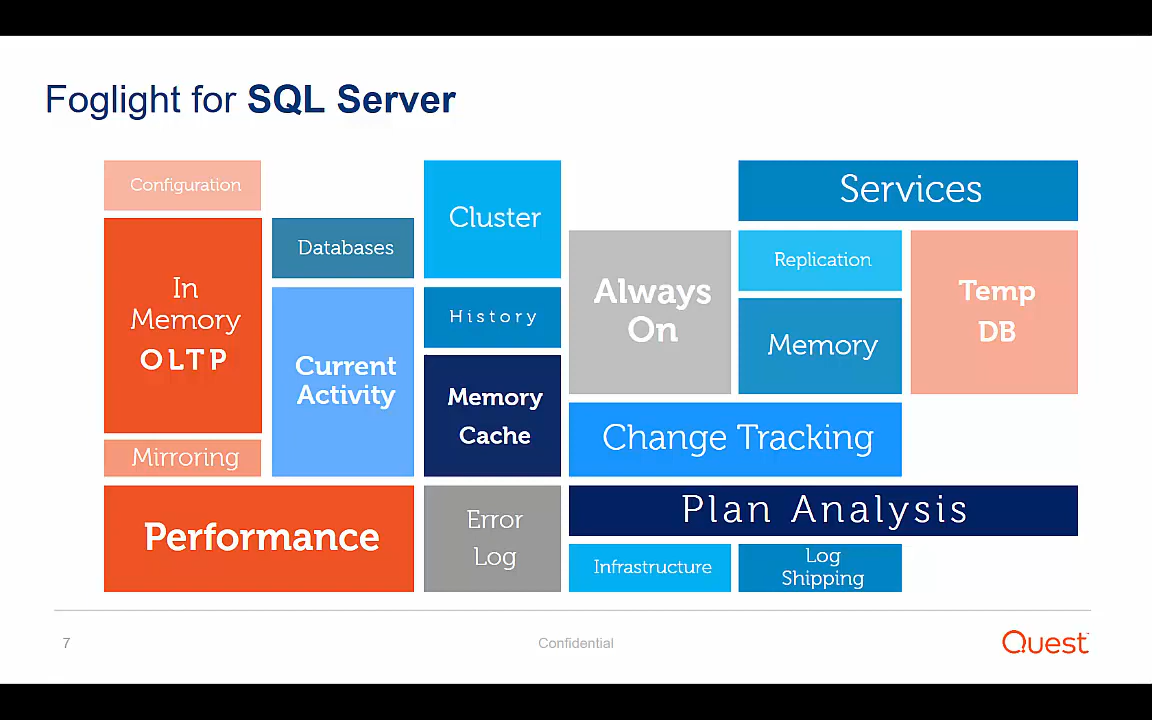 Foglight for SQL Server
Configuration
In
Memory
OLTP
Mirroring
Performance
Databases
Current
Activity
Cluster
History
Memory
Cache
Error
Log
Always
On
Services
Replication
Memory
Temp
DB
Change Tracking
Plan Analysis
Infrastructure
Log
Shipping
7
Confidential
Quest